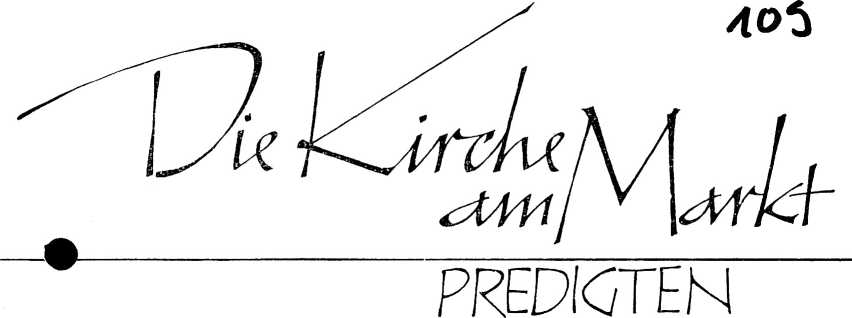 109
Die Kirche
am Markt
PREDIGTEN